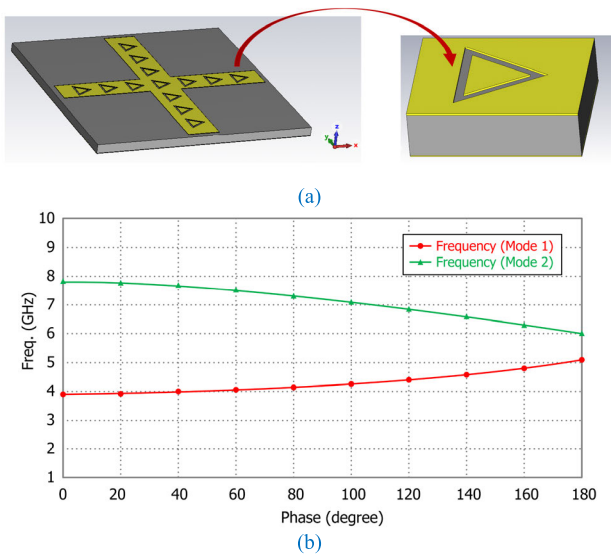 y
z
x
(a)
10
9
8
7
6
5
4
3
2
1
Freq. (GHz)
Frequency (Mode 1)
Frequency (Mode 2)
0 20 40 60 80 100 120 140 160 180
Phase (degree)
(b)